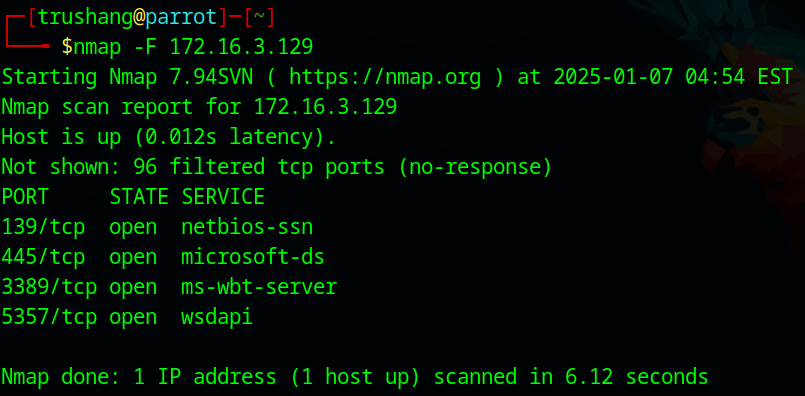 ┌─[trushang@parrot]─[~]
└──╼ $nmap -F 172.16.3.129
Starting Nmap 7.94SVN ( https://nmap.org ) at 2025-01-07 04:54 EST
Nmap scan report for 172.16.3.129
Host is up (0.012s latency).
Not shown: 96 filtered tcp ports (no-response)
PORT     STATE SERVICE
139/tcp  open  netbios-ssn
445/tcp  open  microsoft-ds
3389/tcp open  ms-wbt-server
5357/tcp open  wsdapi

Nmap done: 1 IP address (1 host up) scanned in 6.12 seconds